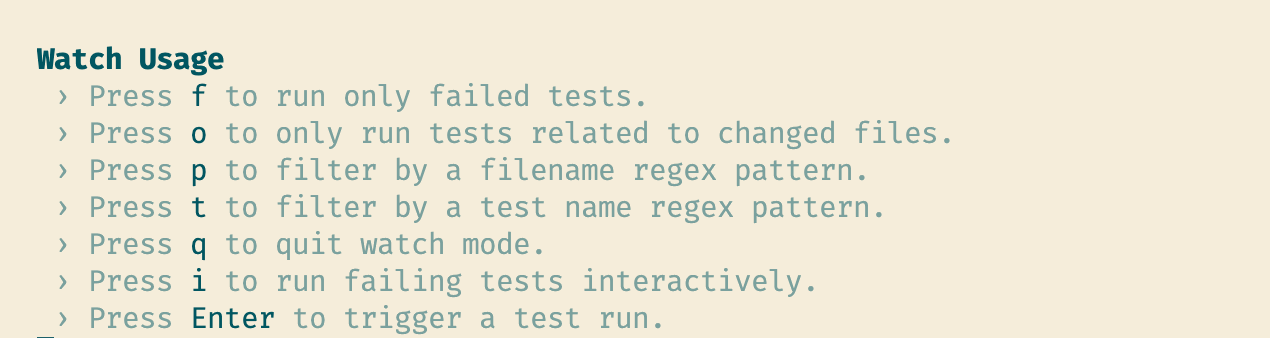 Watch Usage
› Press f to run only failed tests.
› Press o to only run tests related to changed files.
› Press p to filter by a filename regex pattern.
› Press t to filter by a test name regex pattern.
› Press q to quit watch mode.
› Press i to run failing tests interactively.
› Press Enter to trigger a test run.